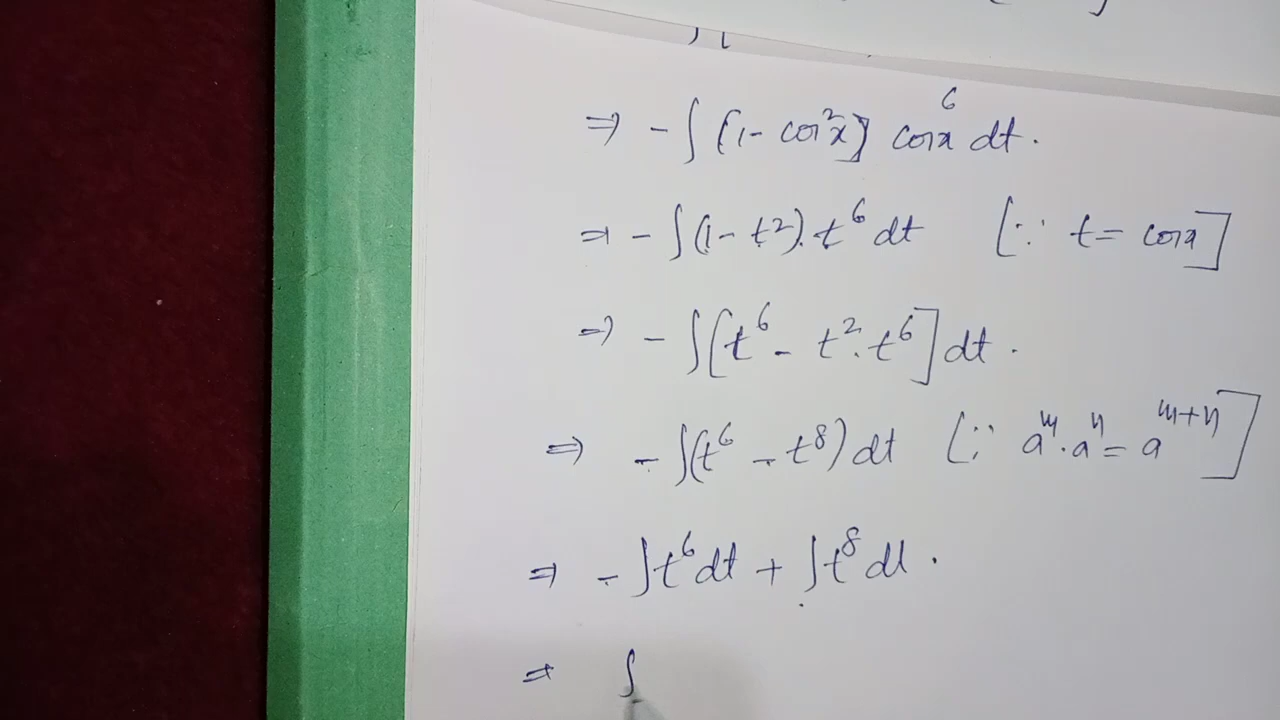 ⇒ - ∫ [1 - cos²x] cosx⁶ dt.
⇒ - ∫(1 - t²). t⁶ dt [∵ t = cosx]
⇒ - ∫[t⁶ - t². t⁶] dt.
⇒ - ∫(t⁶ - t⁸) dt [∵ aᵐ.aⁿ = aᵐ⁺ⁿ]
⇒ - ∫t⁶ dt + ∫t⁸ dt.
⇒ ∫